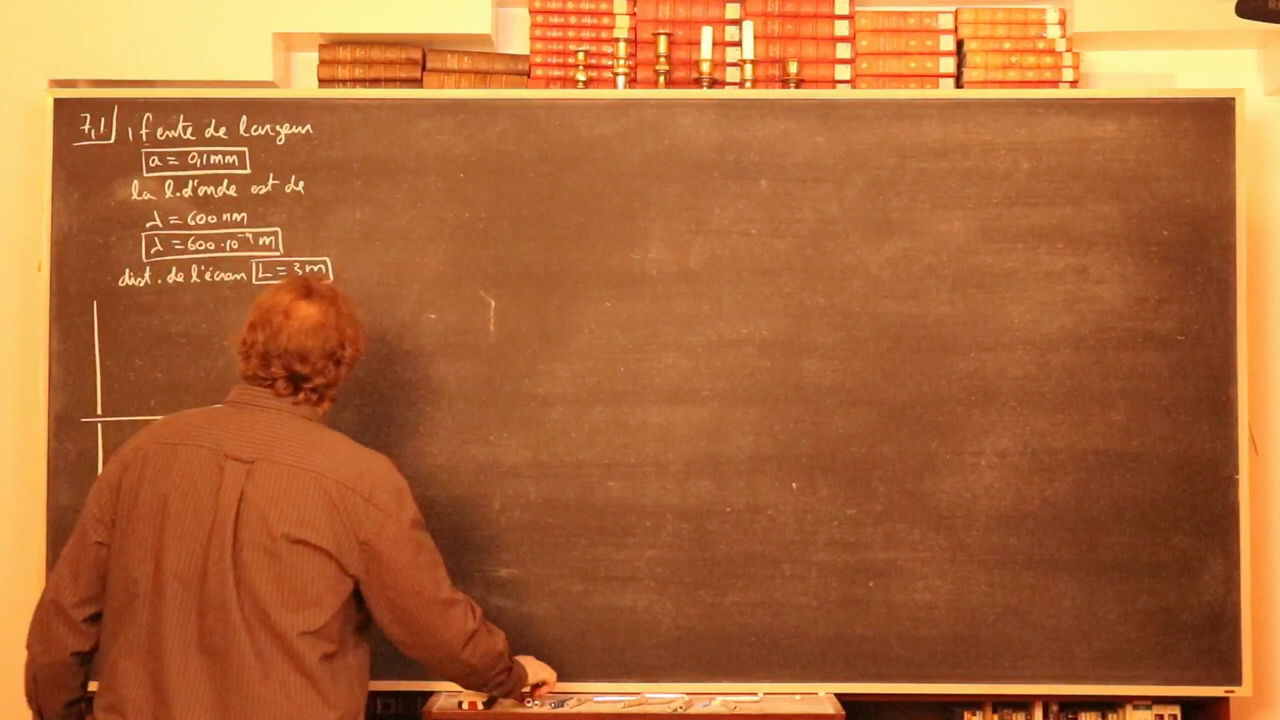 7,1 fente de largeur
a = 0,1 mm
la l. d'onde est de
λ = 600 nm
λ = 600·10⁻⁹ m
dist. de l'écran L = 3 m